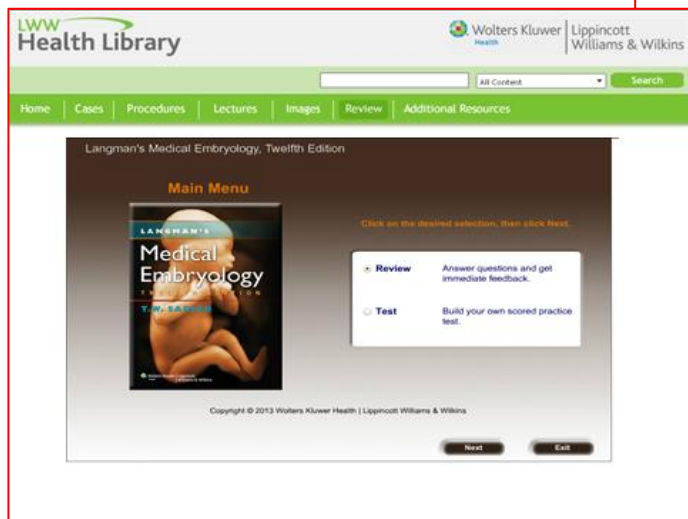 LWW
Health Library
Wolters Kluwer
Health
Lippincott
Williams & Wilkins
All Content
Search
Home Cases Procedures Lectures Images Review Additional Resources
Langman's Medical Embryology, Twelfth Edition
Main Menu
Click on the desired selection, then click Next.
LANGMAN'S
Medical
Embryology
TWELFTH EDITION
T.W. SADLER
Review Answer questions and get
immediate feedback.
Test Build your own scored practice
test.
Copyright © 2013 Wolters Kluwer Health | Lippincott Williams & Wilkins
Next Exit